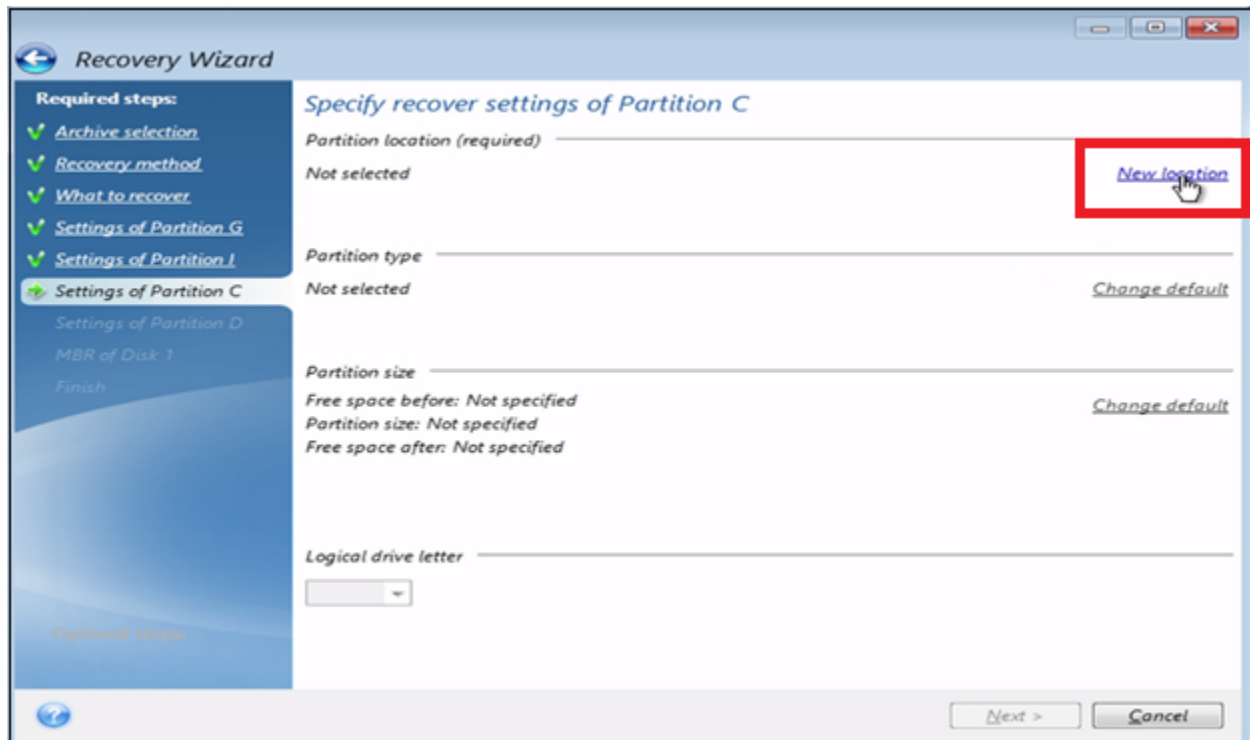 Recovery Wizard
Required steps:
Archive selection
Recovery method
What to recover
Settings of Partition G
Settings of Partition I
Settings of Partition C
Settings of Partition D
MBR of Disk 1
Finish
Optional steps:
Specify recover settings of Partition C
Partition location (required)
Not selected
New location
Partition type
Not selected
Change default
Partition size
Free space before: Not specified
Change default
Partition size: Not specified
Free space after: Not specified
Logical drive letter
Next >
Cancel